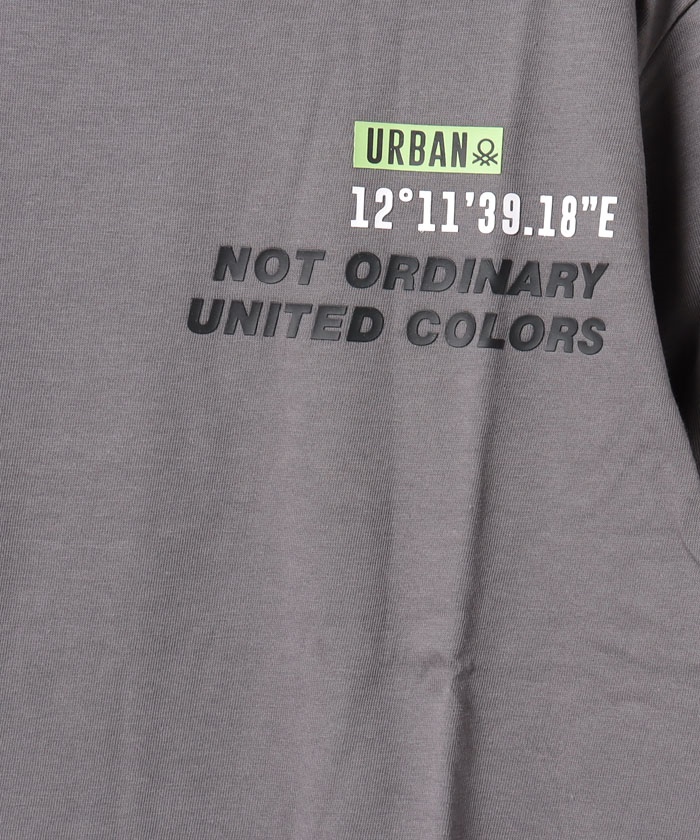 URBAN
12°11'39.18”E
NOT ORDINARY
UNITED COLORS